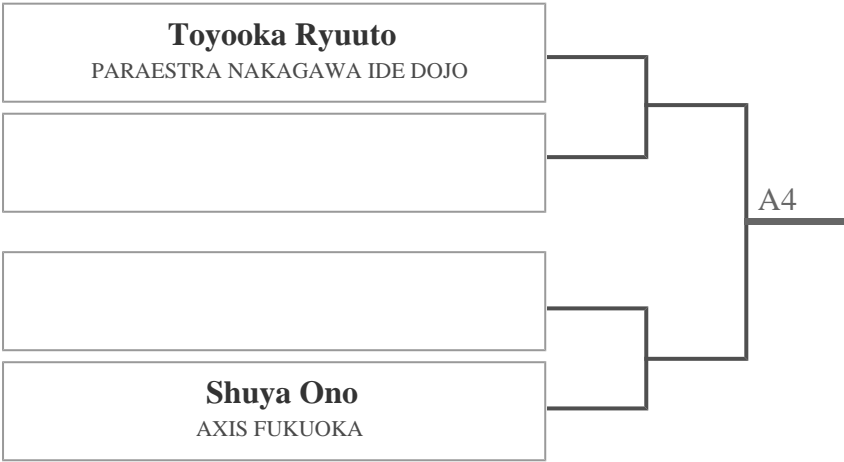 Toyooka Ryuuto
PARAESTRA NAKAGAWA IDE DOJO
A4
Shuya Ono
AXIS FUKUOKA